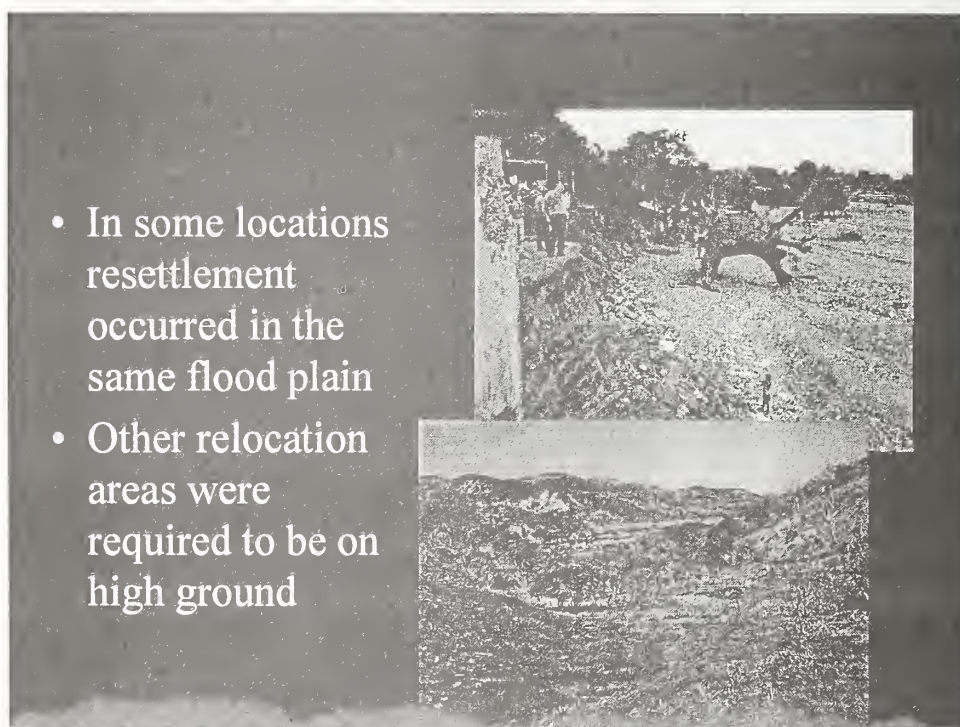 • In some locations
resettlement
occurred in the
same flood plain
• Other relocation
areas were
required to be on
high ground